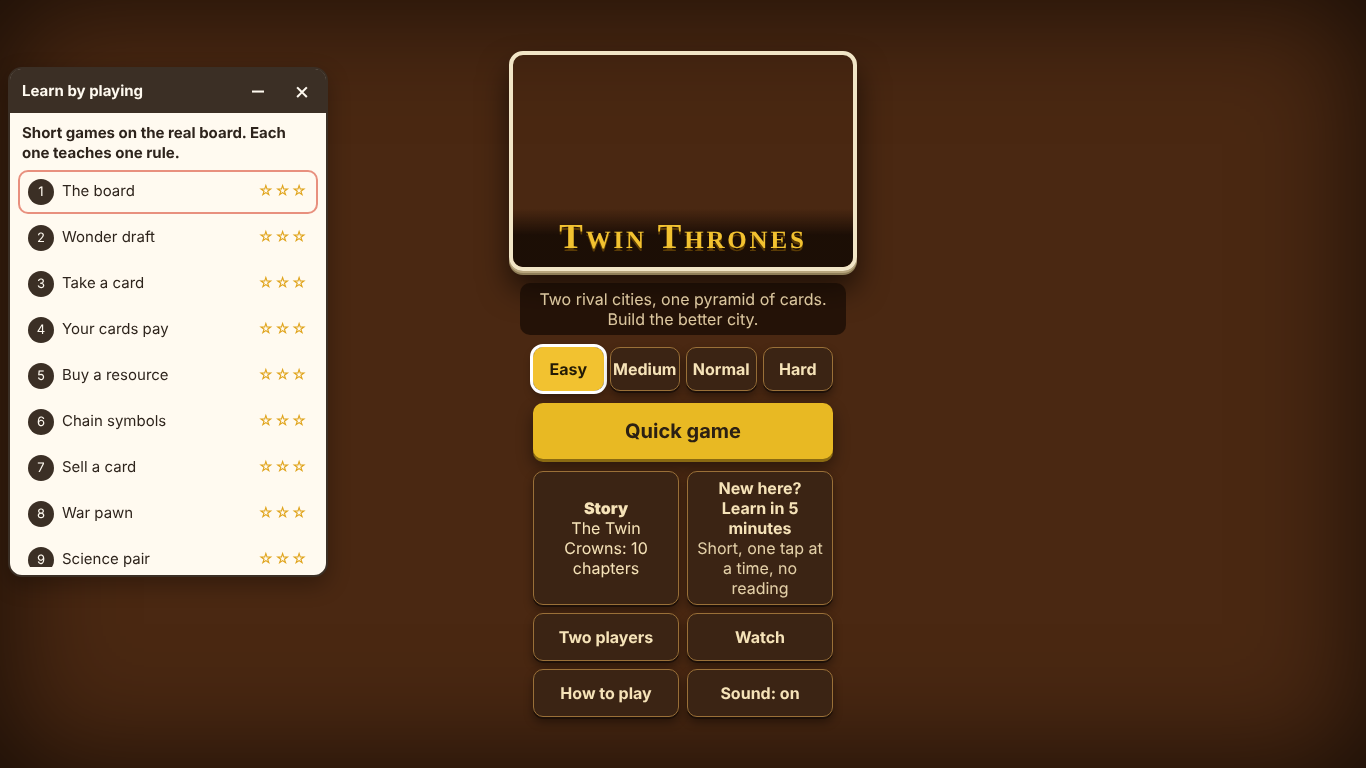 Learn by playing
Short games on the real board. Each
one teaches one rule.
1 The board
2 Wonder draft
3 Take a card
4 Your cards pay
5 Buy a resource
6 Chain symbols
7 Sell a card
8 War pawn
9 Science pair
Twin Thrones
Two rival cities, one pyramid of cards.
Build the better city.
Easy
Medium
Normal
Hard
Quick game
Story
The Twin
Crowns: 10
chapters
New here?
Learn in 5
minutes
Short, one tap at
a time, no
reading
Two players
Watch
How to play
Sound: on